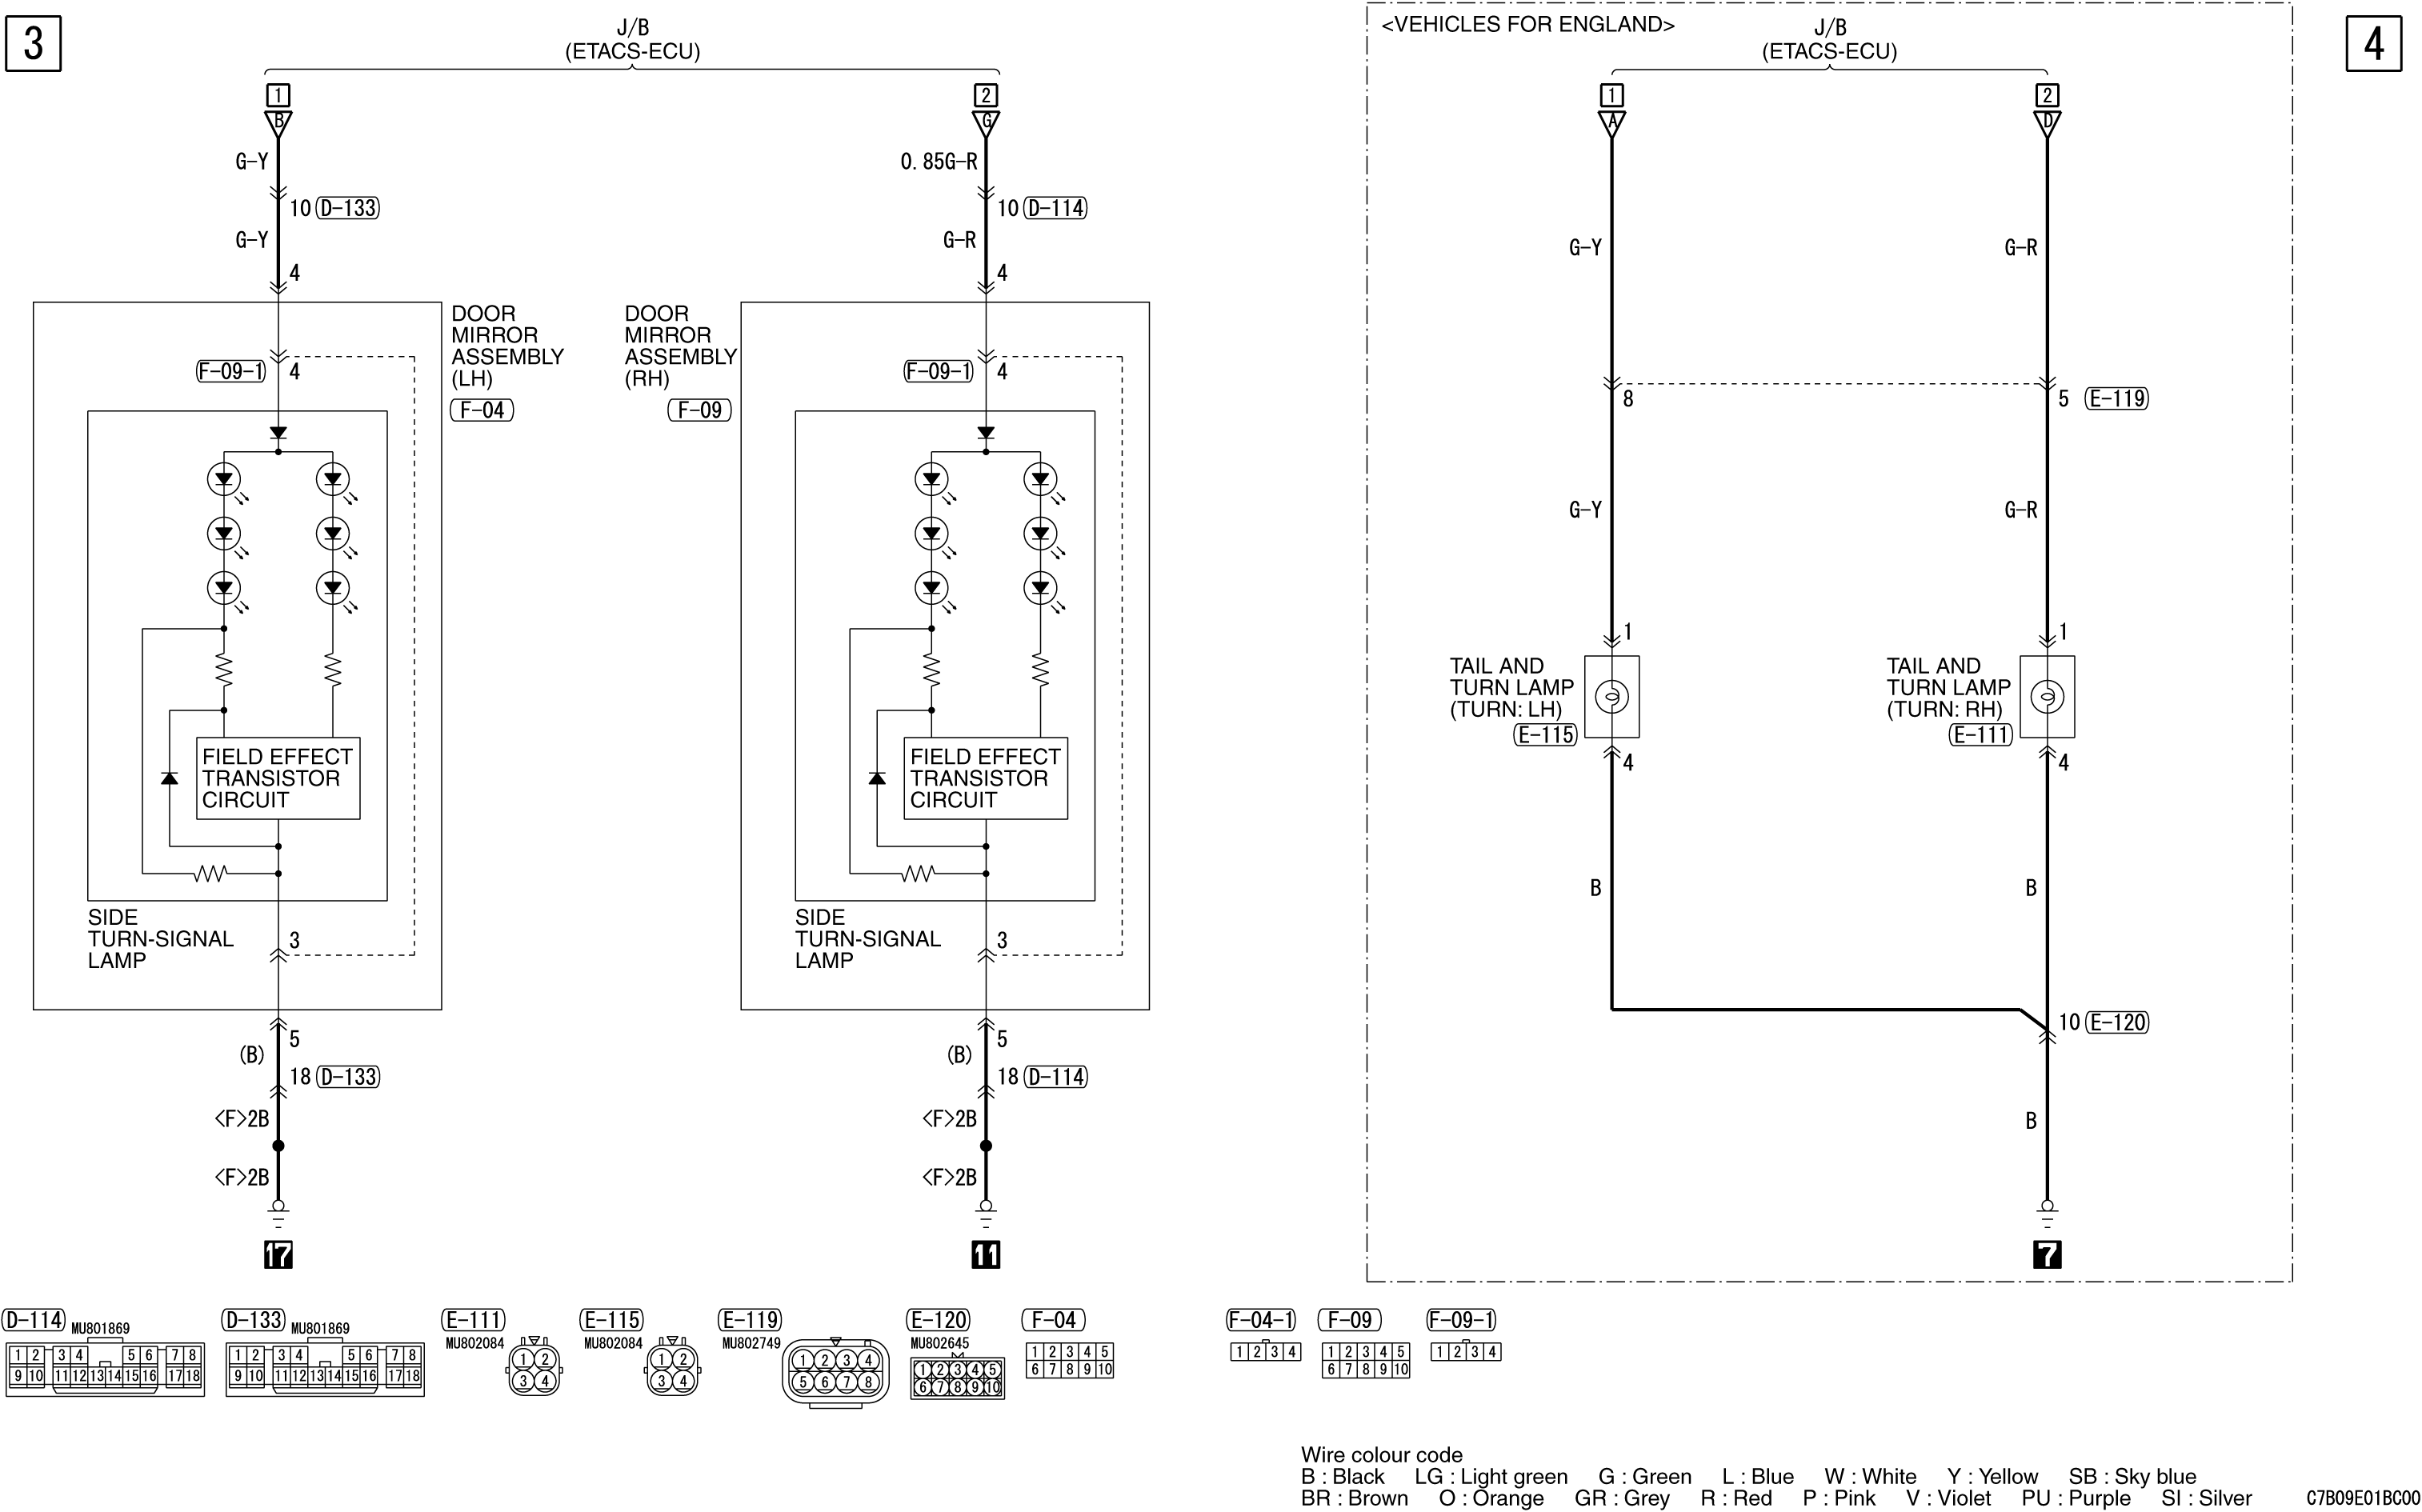 3
J/B
(ETACS-ECU)
1
B
2
G
G-Y
0.85G-R
10 D-133
10 D-114
G-Y
G-R
4
4
DOOR
MIRROR
ASSEMBLY
(LH)
F-04
DOOR
MIRROR
ASSEMBLY
(RH)
F-09
F-09-1 4
F-09-1 4
FIELD EFFECT
TRANSISTOR
CIRCUIT
FIELD EFFECT
TRANSISTOR
CIRCUIT
SIDE
TURN-SIGNAL
LAMP
3
SIDE
TURN-SIGNAL
LAMP
3
5
(B)
18 D-133
<F>2B
<F>2B
17
5
(B)
18 D-114
<F>2B
<F>2B
11
<VEHICLES FOR ENGLAND>
J/B
(ETACS-ECU)
4
1
A
2
D
G-Y
G-R
8
5 E-119
G-Y
G-R
1
1
TAIL AND
TURN LAMP
(TURN: LH)
E-115
TAIL AND
TURN LAMP
(TURN: RH)
E-111
4
4
B
B
10 E-120
B
7
D-114
MU801869
1 2 3 4 5 6 7 8
9 10 11 12 13 14 15 16 17 18
D-133
MU801869
1 2 3 4 5 6 7 8
9 10 11 12 13 14 15 16 17 18
E-111
MU802084
1 2
3 4
E-115
MU802084
1 2
3 4
E-119
MU802749
1 2 3 4
5 6 7 8
E-120
MU802645
1 2 3 4 5
6 7 8 9 10
F-04
1 2 3 4 5
6 7 8 9 10
F-04-1
1 2 3 4
F-09
1 2 3 4 5
6 7 8 9 10
F-09-1
1 2 3 4
Wire colour code
B : Black LG : Light green G : Green L : Blue W : White Y : Yellow SB : Sky blue
BR : Brown O : Orange GR : Grey R : Red P : Pink V : Violet PU : Purple SI : Silver
C7B09E01BC00